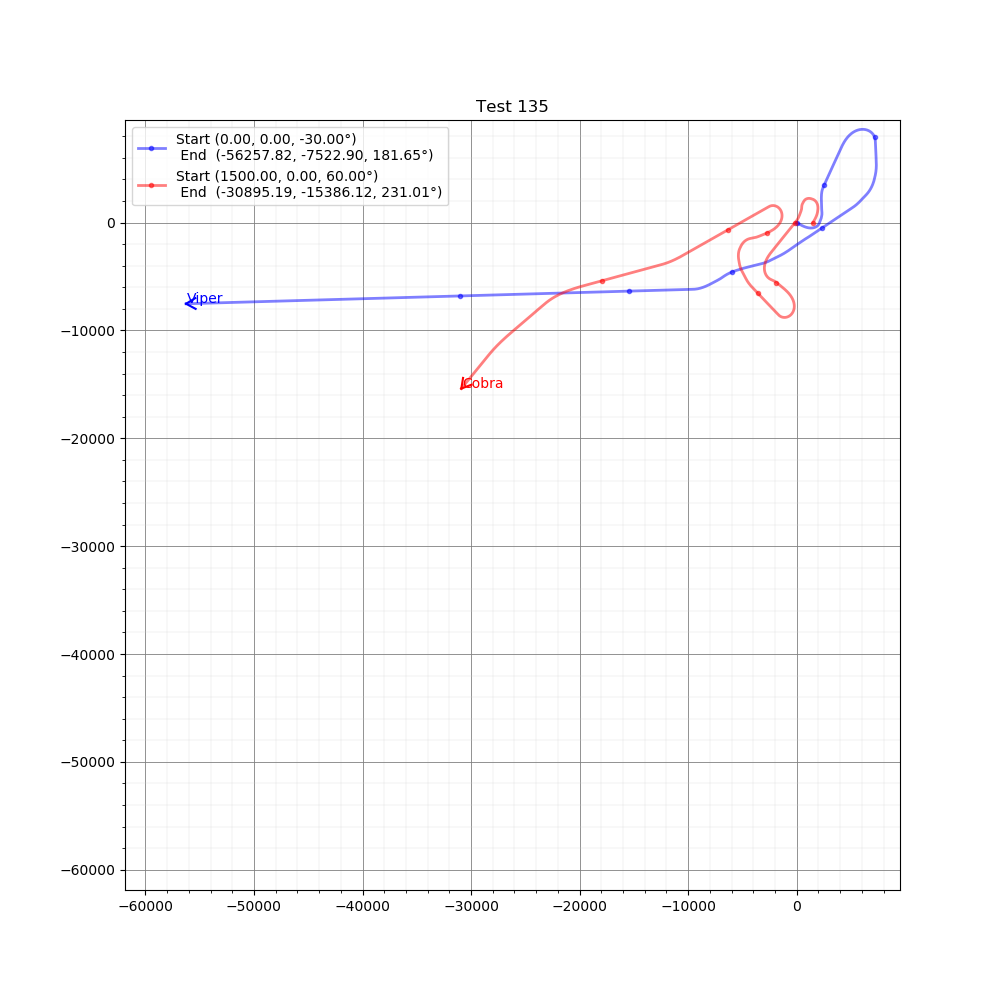 Test 135
Start (0.00, 0.00, -30.00°)
End  (-56257.82, -7522.90, 181.65°)
Start (1500.00, 0.00, 60.00°)
End  (-30895.19, -15386.12, 231.01°)
0
−10000
−20000
−30000
−40000
−50000
−60000
Viper
Cobra
−60000 −50000 −40000 −30000 −20000 −10000 0